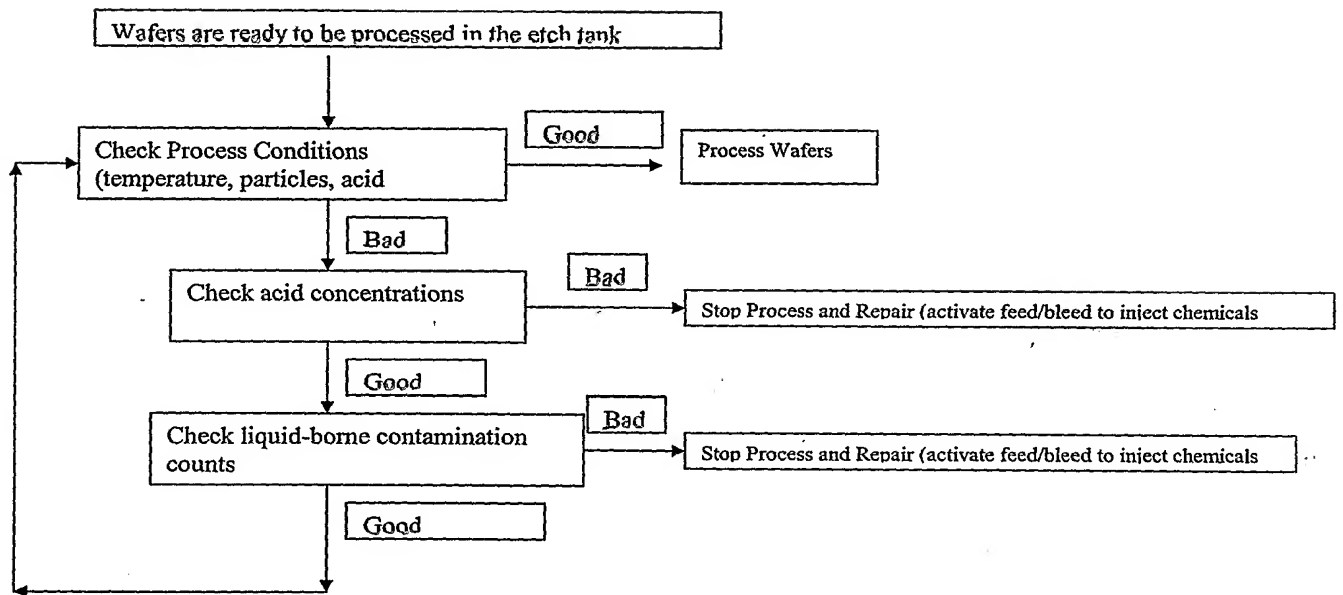 Wafers are ready to be processed in the etch tank
Good
Check Process Conditions
(temperature, particles, acid
Process Wafers
Bad
Check acid concentrations
Bad
Stop Process and Repair (activate feed/bleed to inject chemicals
Good
Check liquid-borne contamination
counts
Bad
Stop Process and Repair (activate feed/bleed to inject chemicals
Good